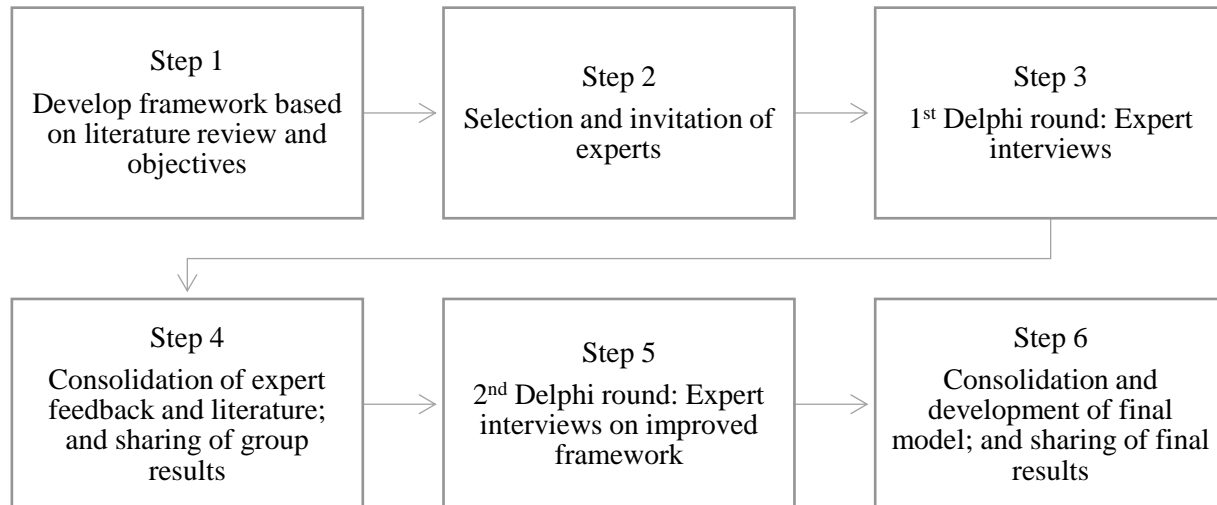 Step 1
Develop framework based
on literature review and
objectives
Step 2
Selection and invitation of
experts
Step 3
1st Delphi round: Expert
interviews
Step 4
Consolidation of expert
feedback and literature;
and sharing of group
results
Step 5
2nd Delphi round: Expert
interviews on improved
framework
Step 6
Consolidation and
development of final
model; and sharing of final
results